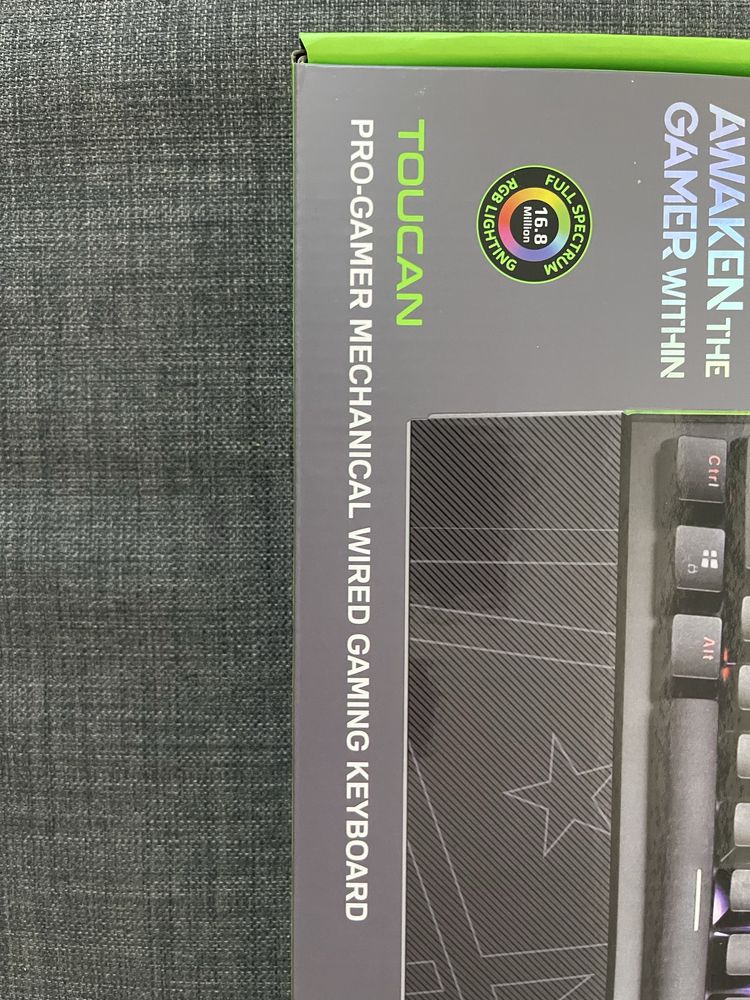 AWAKEN THE
GAMER WITHIN
FULL SPECTRUM
16.8
Million
RGB LIGHTING
TOUCAN
PRO-GAMER MECHANICAL WIRED GAMING KEYBOARD
Ctrl
Alt